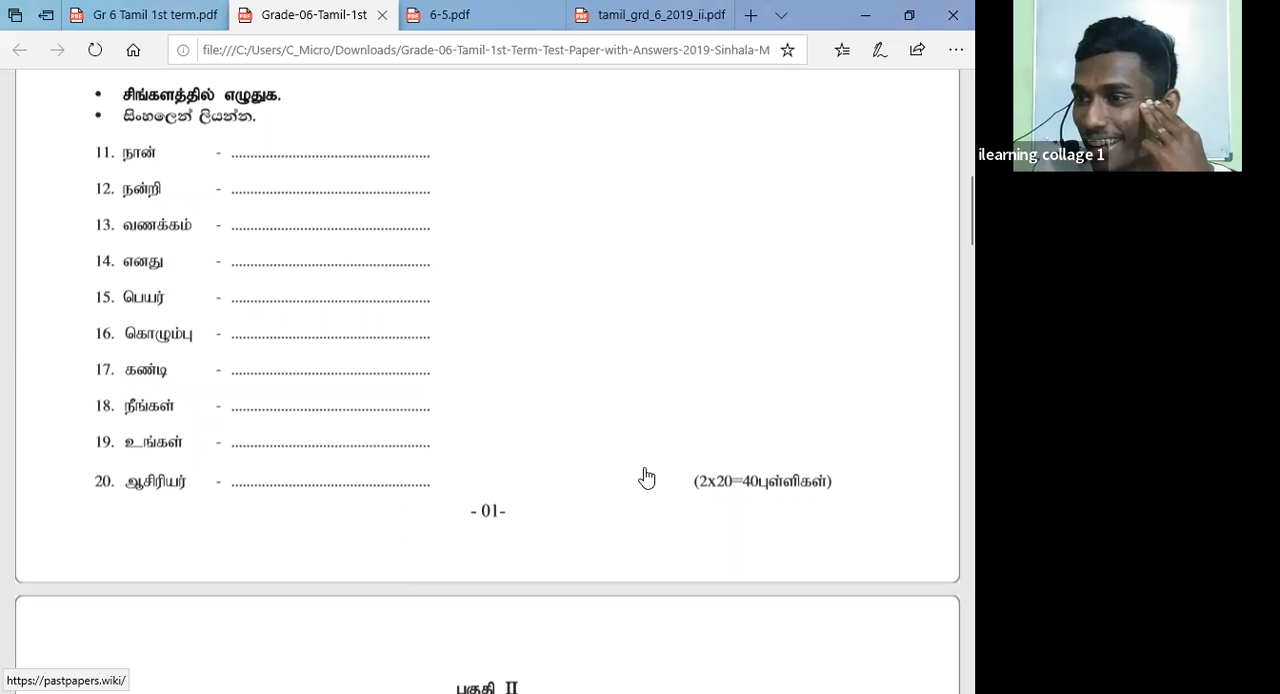 Gr 6 Tamil 1st term.pdf
Grade-06-Tamil-1st
6-5.pdf
tamil_grd_6_2019_ii.pdf
file:///C:/Users/C_Micro/Downloads/Grade-06-Tamil-1st-Term-Test-Paper-with-Answers-2019-Sinhala-M
ilearning collage 1
• சிங்களத்தில் எழுதுக.
• සිංහලෙන් ලියන්න.
11. நான் - ..................................................
12. நன்றி - ..................................................
13. வணக்கம் - ..................................................
14. எனது - ..................................................
15. பெயர் - ..................................................
16. கொழும்பு - ..................................................
17. கண்டி - ..................................................
18. நீங்கள் - ..................................................
19. உங்கள் - ..................................................
20. ஆசிரியர் - .................................................. (2x20=40புள்ளிகள்)
- 01-
பகுதி II
https://pastpapers.wiki/